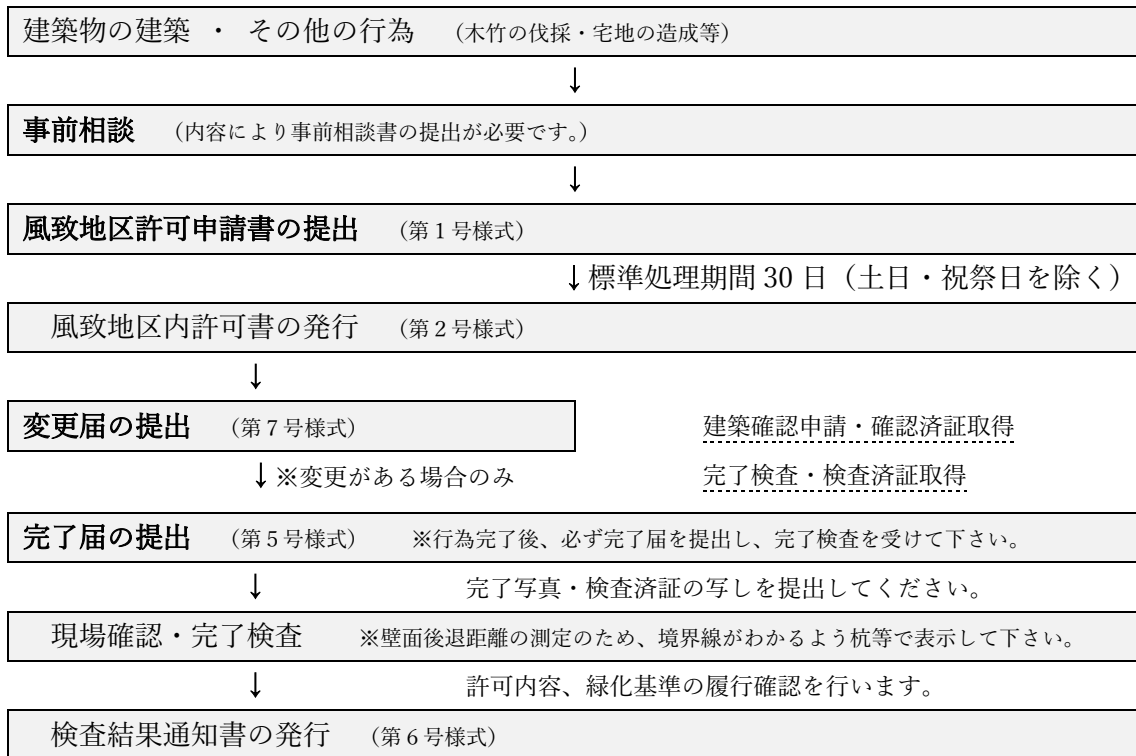 建築物の建築 ・ その他の行為 （木竹の伐採・宅地の造成等）
↓
事前相談 （内容により事前相談書の提出が必要です。）
↓
風致地区許可申請書の提出 （第１号様式）
↓標準処理期間 30 日（土日・祝祭日を除く）
風致地区内許可書の発行 （第２号様式）
↓
変更届の提出 （第７号様式） 建築確認申請・確認済証取得
↓※変更がある場合のみ 完了検査・検査済証取得
完了届の提出 （第５号様式） ※行為完了後、必ず完了届を提出し、完了検査を受けて下さい。
↓ 完了写真・検査済証の写しを提出してください。
現場確認・完了検査 ※壁面後退距離の測定のため、境界線がわかるよう杭等で表示して下さい。
↓ 許可内容、緑化基準の履行確認を行います。
検査結果通知書の発行 （第６号様式）